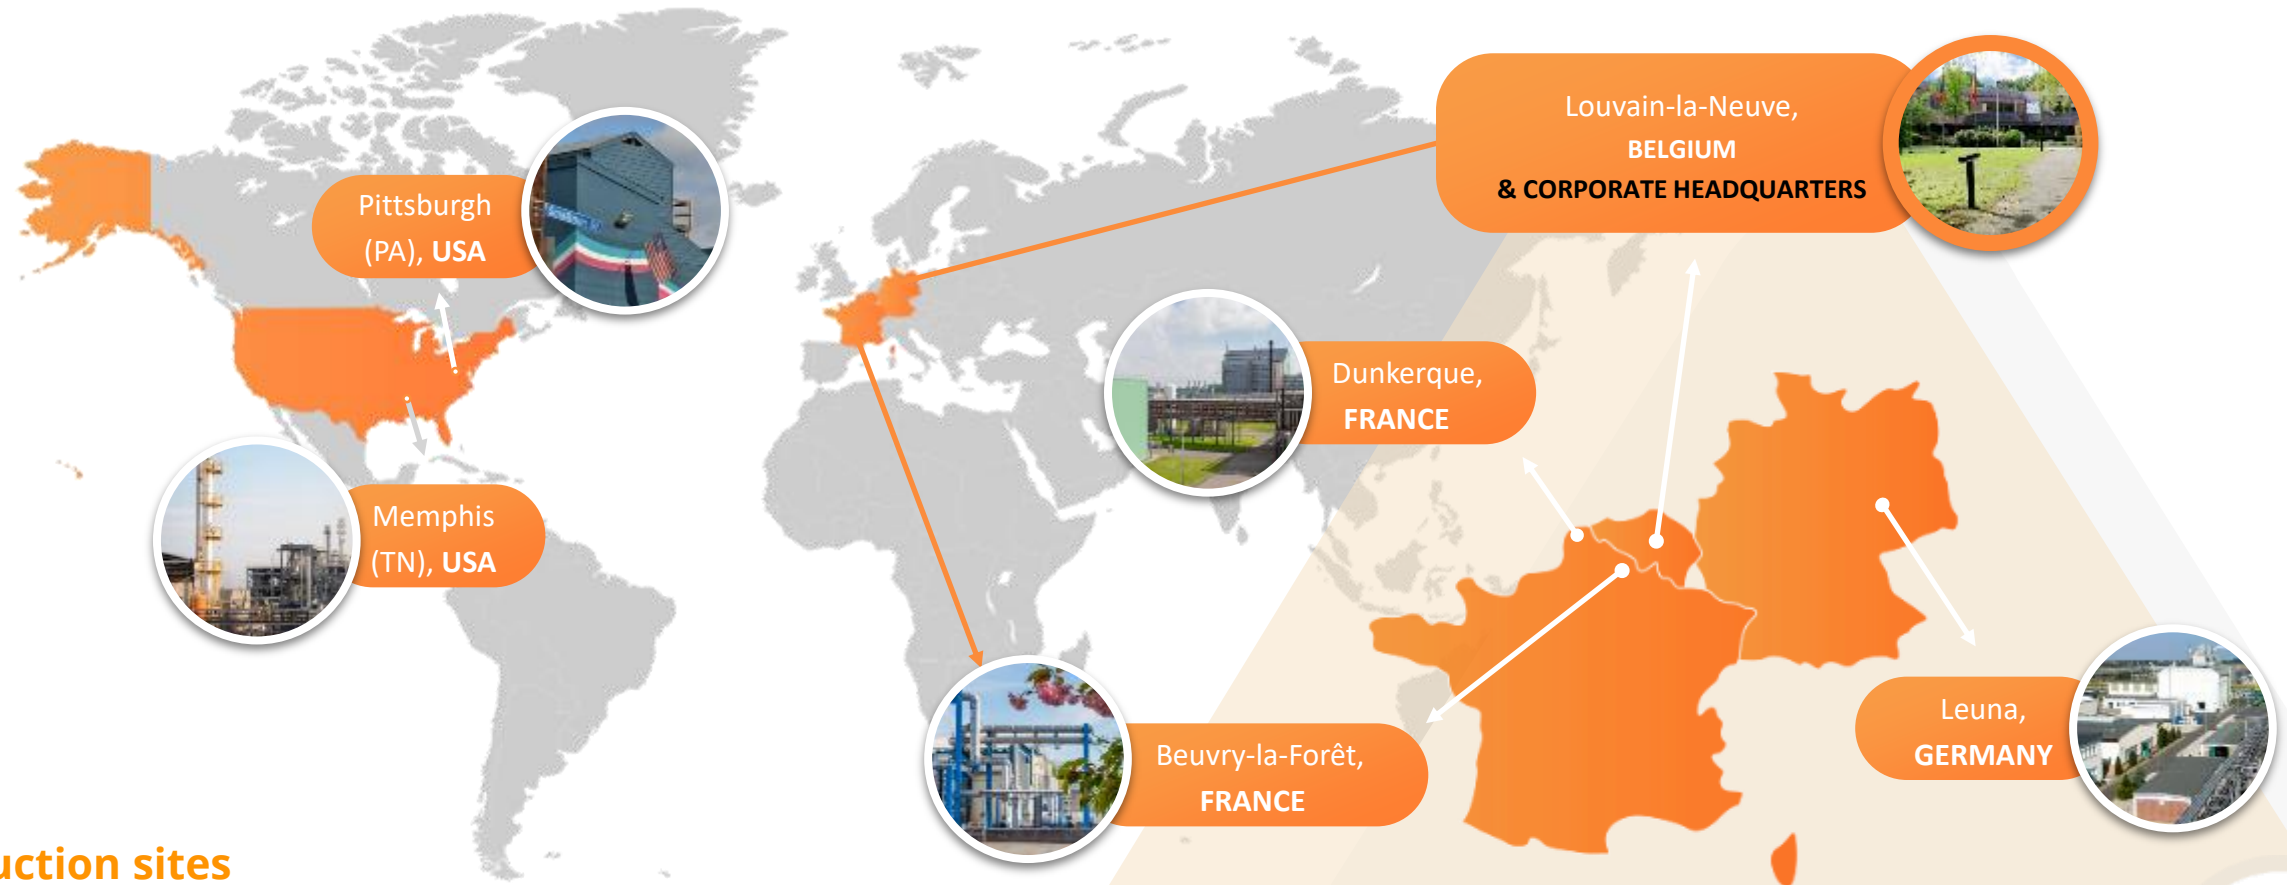 Louvain-la-Neuve,
BELGIUM
& CORPORATE HEADQUARTERS
Pittsburgh
(PA), USA
Dunkerque,
FRANCE
Memphis
(TN), USA
Leuna,
GERMANY
Beuvry-la-Forêt,
FRANCE
uction sites